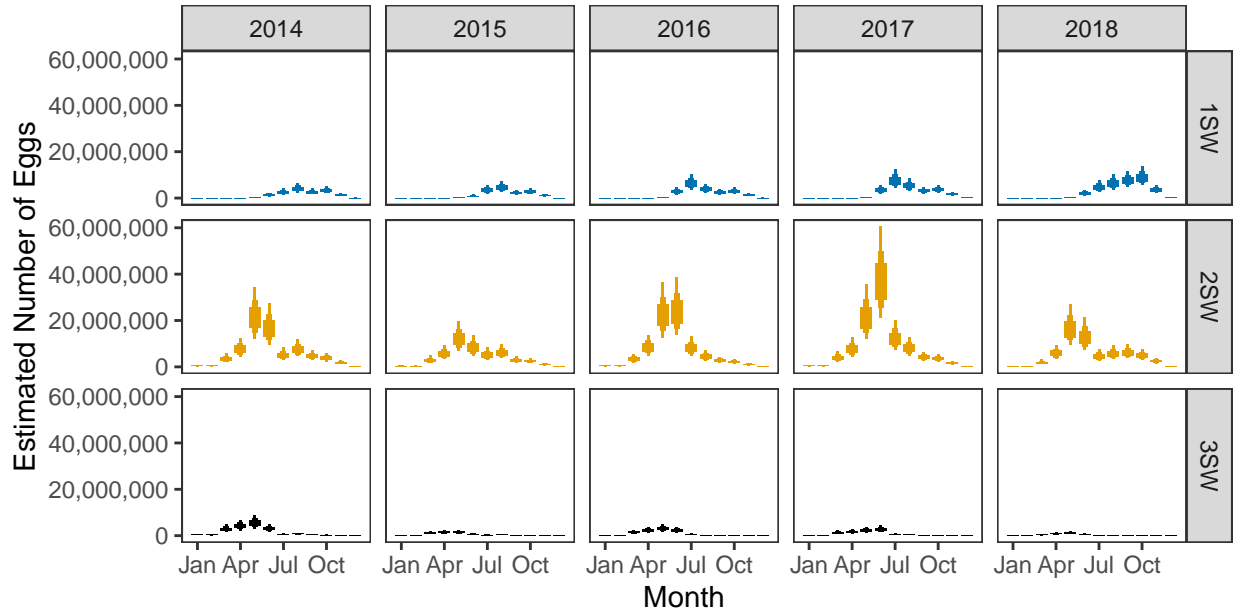 2014 2015 2016 2017 2018
Estimated Number of Eggs
60,000,000
40,000,000
20,000,000
0
1SW
60,000,000
40,000,000
20,000,000
0
2SW
60,000,000
40,000,000
20,000,000
0
3SW
Jan Apr Jul Oct Jan Apr Jul Oct Jan Apr Jul Oct Jan Apr Jul Oct Jan Apr Jul Oct
Month